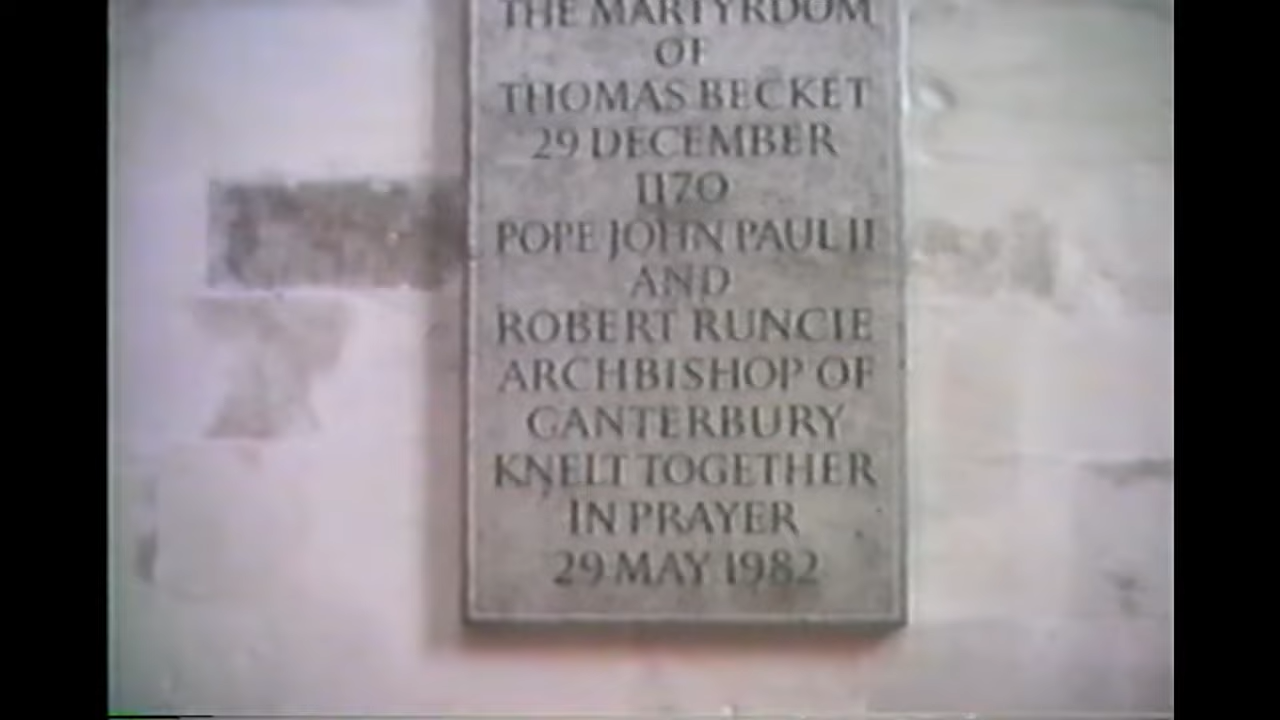 THE MARTYRDOM
OF
THOMAS BECKET
29 DECEMBER
1170
POPE JOHN PAUL II
AND
ROBERT RUNCIE
ARCHBISHOP OF
CANTERBURY
KNELT TOGETHER
IN PRAYER
29 MAY 1982